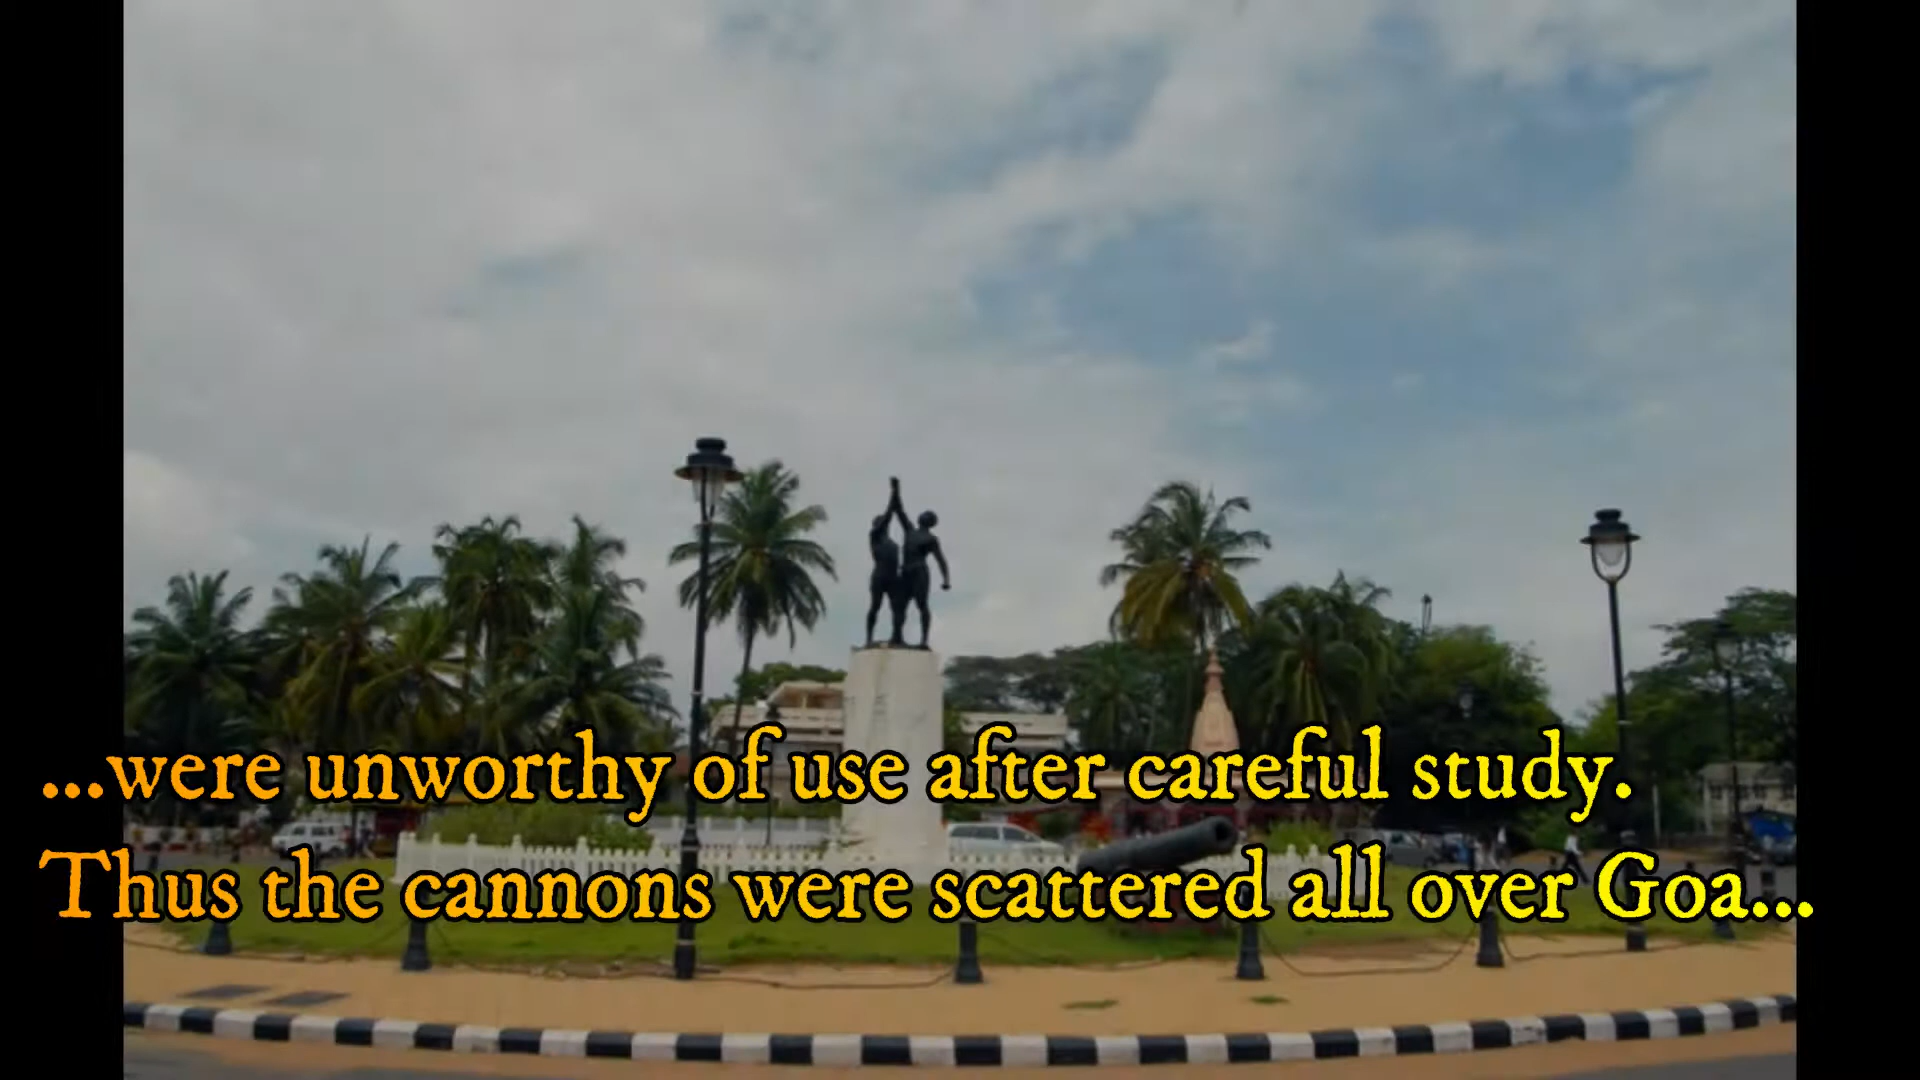 ...were unworthy of use after careful study.
Thus the cannons were scattered all over Goa...